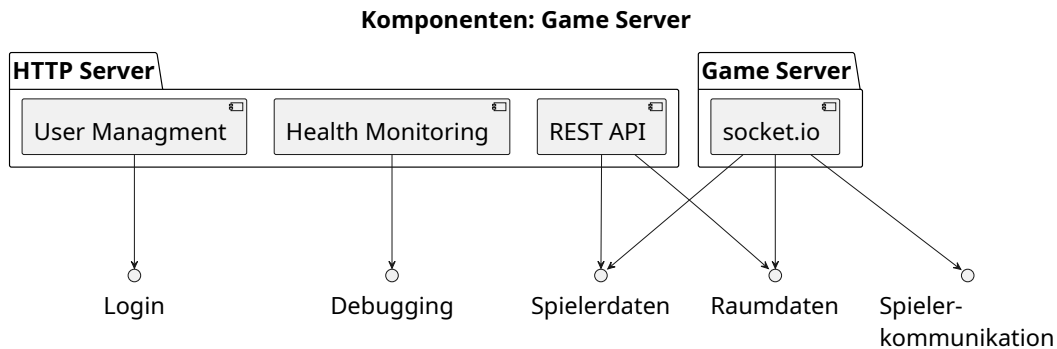 Komponenten: Game Server
HTTP Server
Game Server
User Managment
Health Monitoring
REST API
socket.io
Login
Debugging
Spielerdaten
Raumdaten
Spieler-
kommunikation